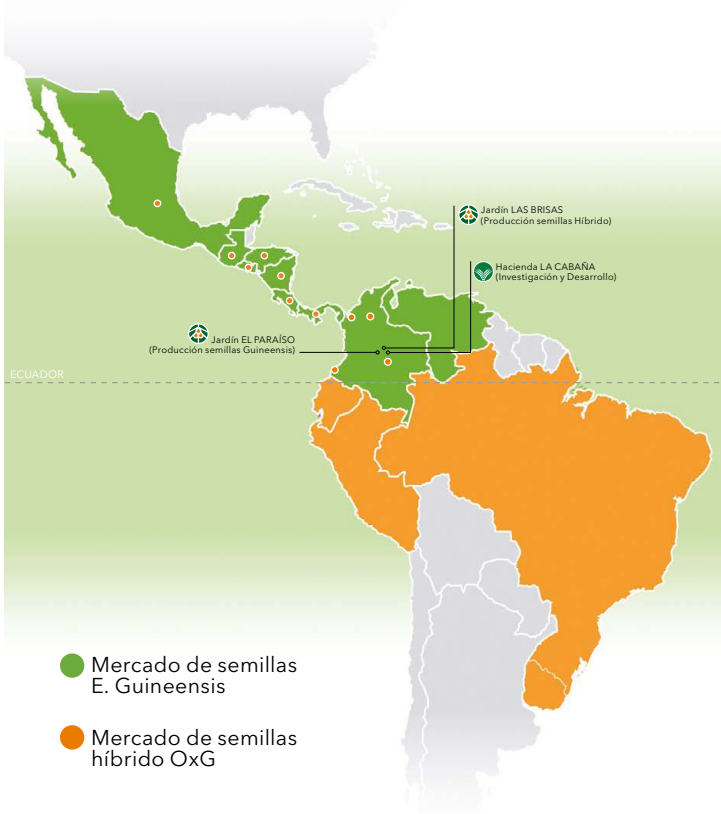 Jardín LAS BRISAS
(Producción semillas Híbrido)
Hacienda LA CABAÑA
(Investigación y Desarrollo)
Jardín EL PARAÍSO
(Producción semillas Guineensis)
ECUADOR
Mercado de semillas
E. Guineensis
Mercado de semillas
híbrido OxG